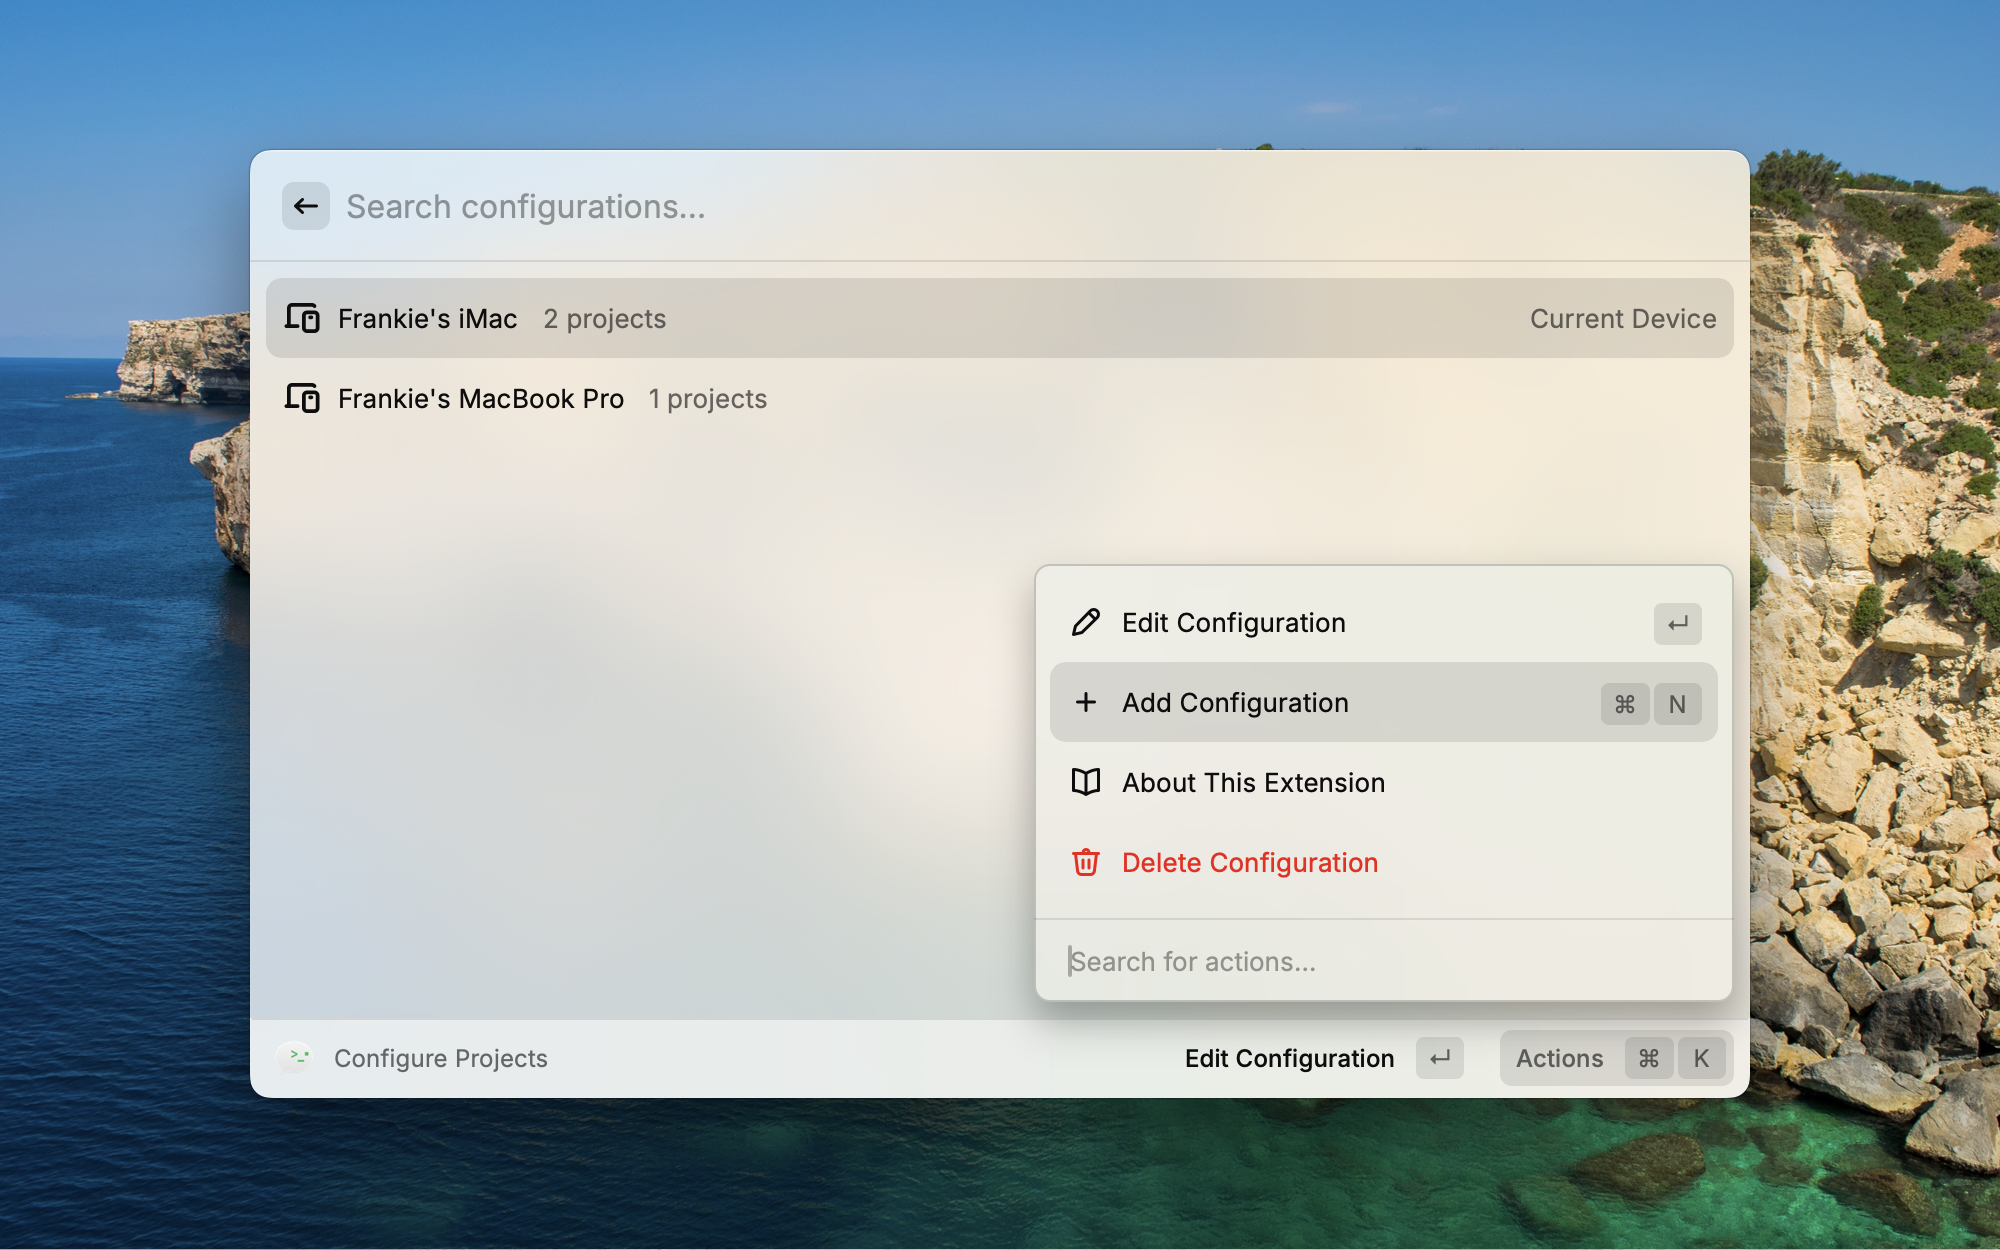 Search configurations...
Frankie's iMac 2 projects Current Device
Frankie's MacBook Pro 1 projects
Edit Configuration ↵
Add Configuration ⌘ N
About This Extension
Delete Configuration
Search for actions...
Configure Projects Edit Configuration ↵ Actions ⌘ K